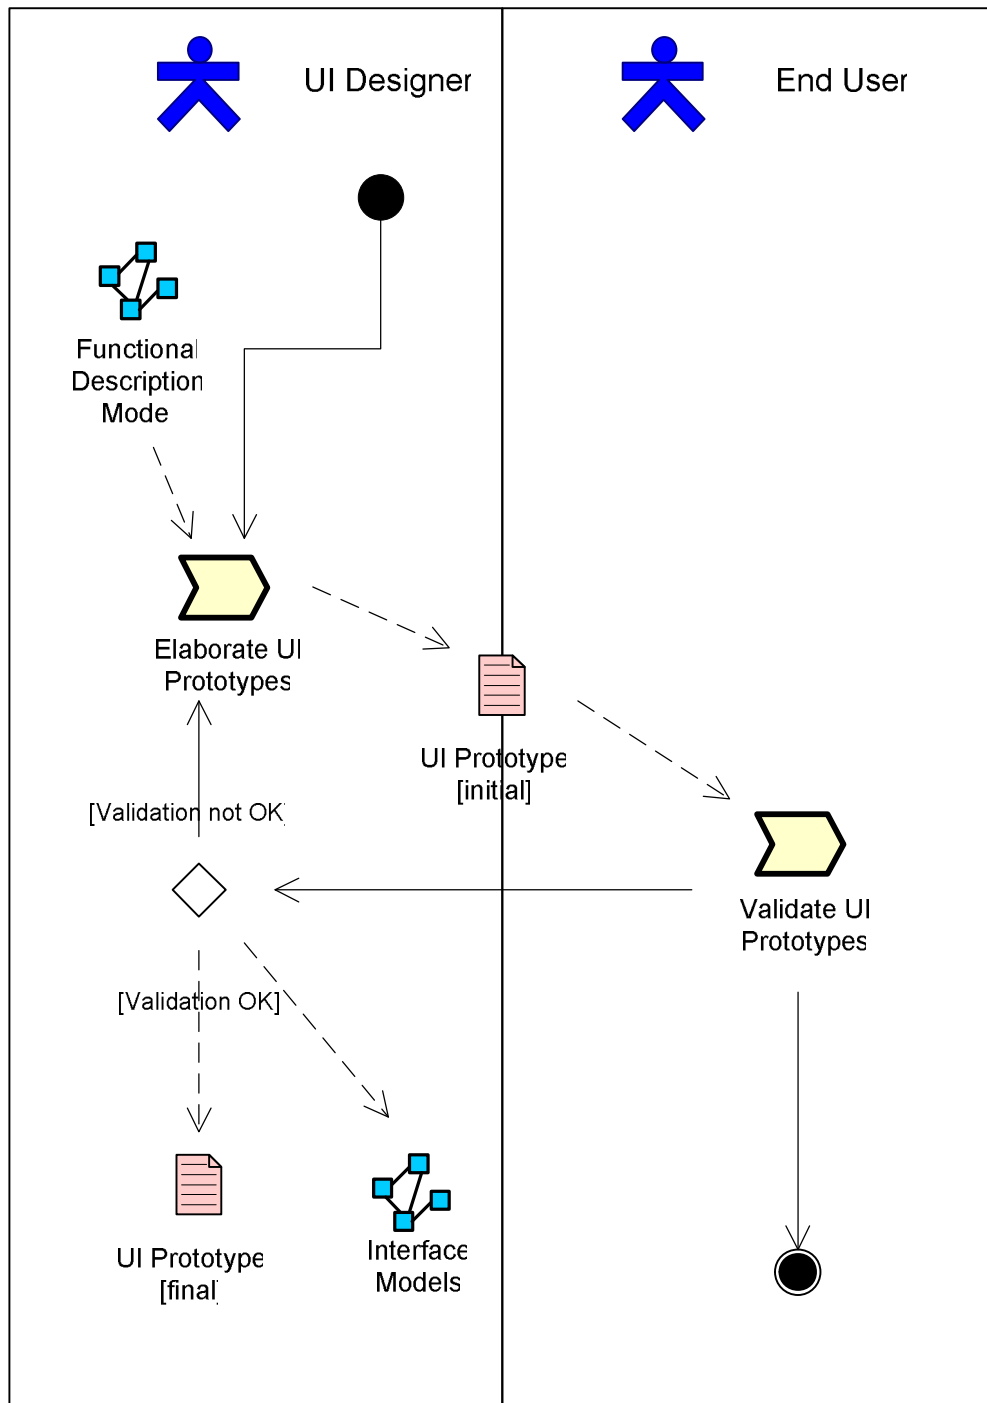 UI Designer
End User
Functional
Description
Mode
Elaborate UI
Prototypes
UI Prototype
[initial]
[Validation not OK]
Validate UI
Prototypes
[Validation OK]
UI Prototype
[final]
Interface
Models